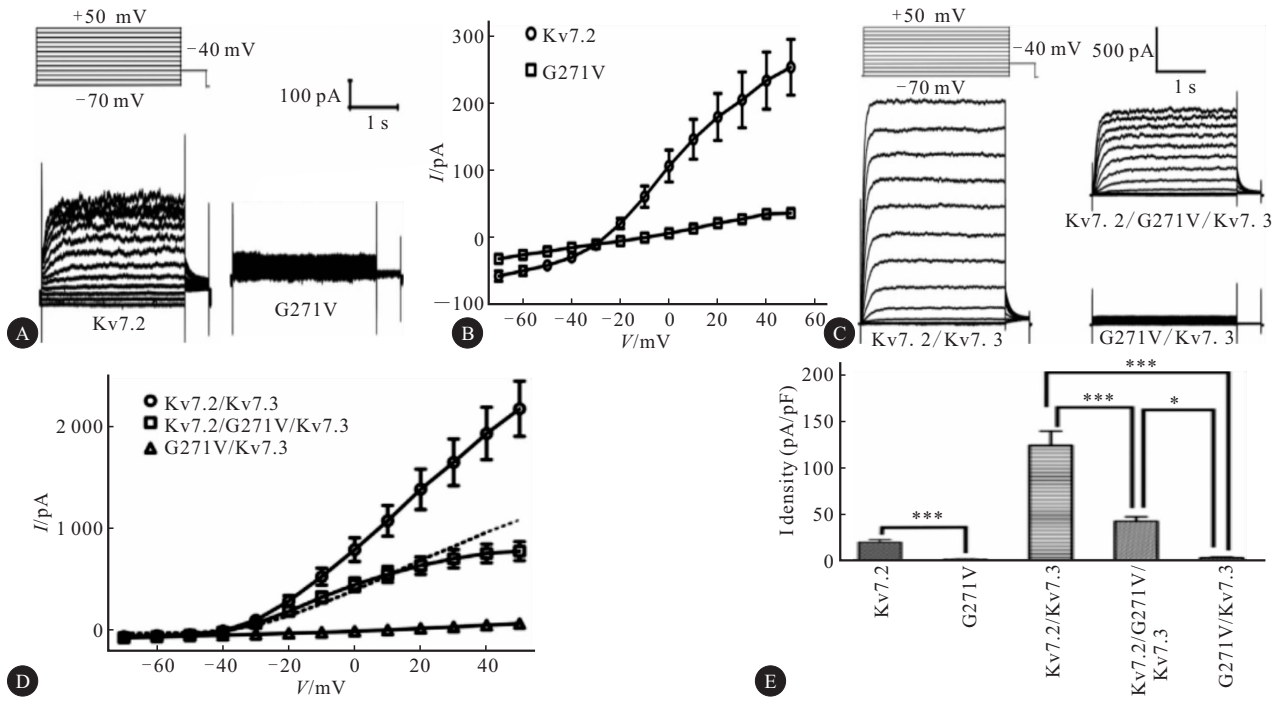 A
+50 mV
−40 mV
−70 mV
100 pA
1 s
Kv7.2
G271V
B
300
200
100
0
−100
I/pA
Kv7.2
G271V
−60
−40
−20
0
20
40
60
V/mV
C
+50 mV
−40 mV
−70 mV
500 pA
1 s
Kv7.2/Kv7.3
Kv7.2/G271V/Kv7.3
G271V/Kv7.3
D
2 000
1 000
0
I/pA
Kv7.2/Kv7.3
Kv7.2/G271V/Kv7.3
G271V/Kv7.3
−60
−40
−20
0
20
40
V/mV
E
200
150
100
50
0
I density (pA/pF)
***
***
***
*
Kv7.2
G271V
Kv7.2/Kv7.3
Kv7.2/G271V/
Kv7.3
G271V/Kv7.3